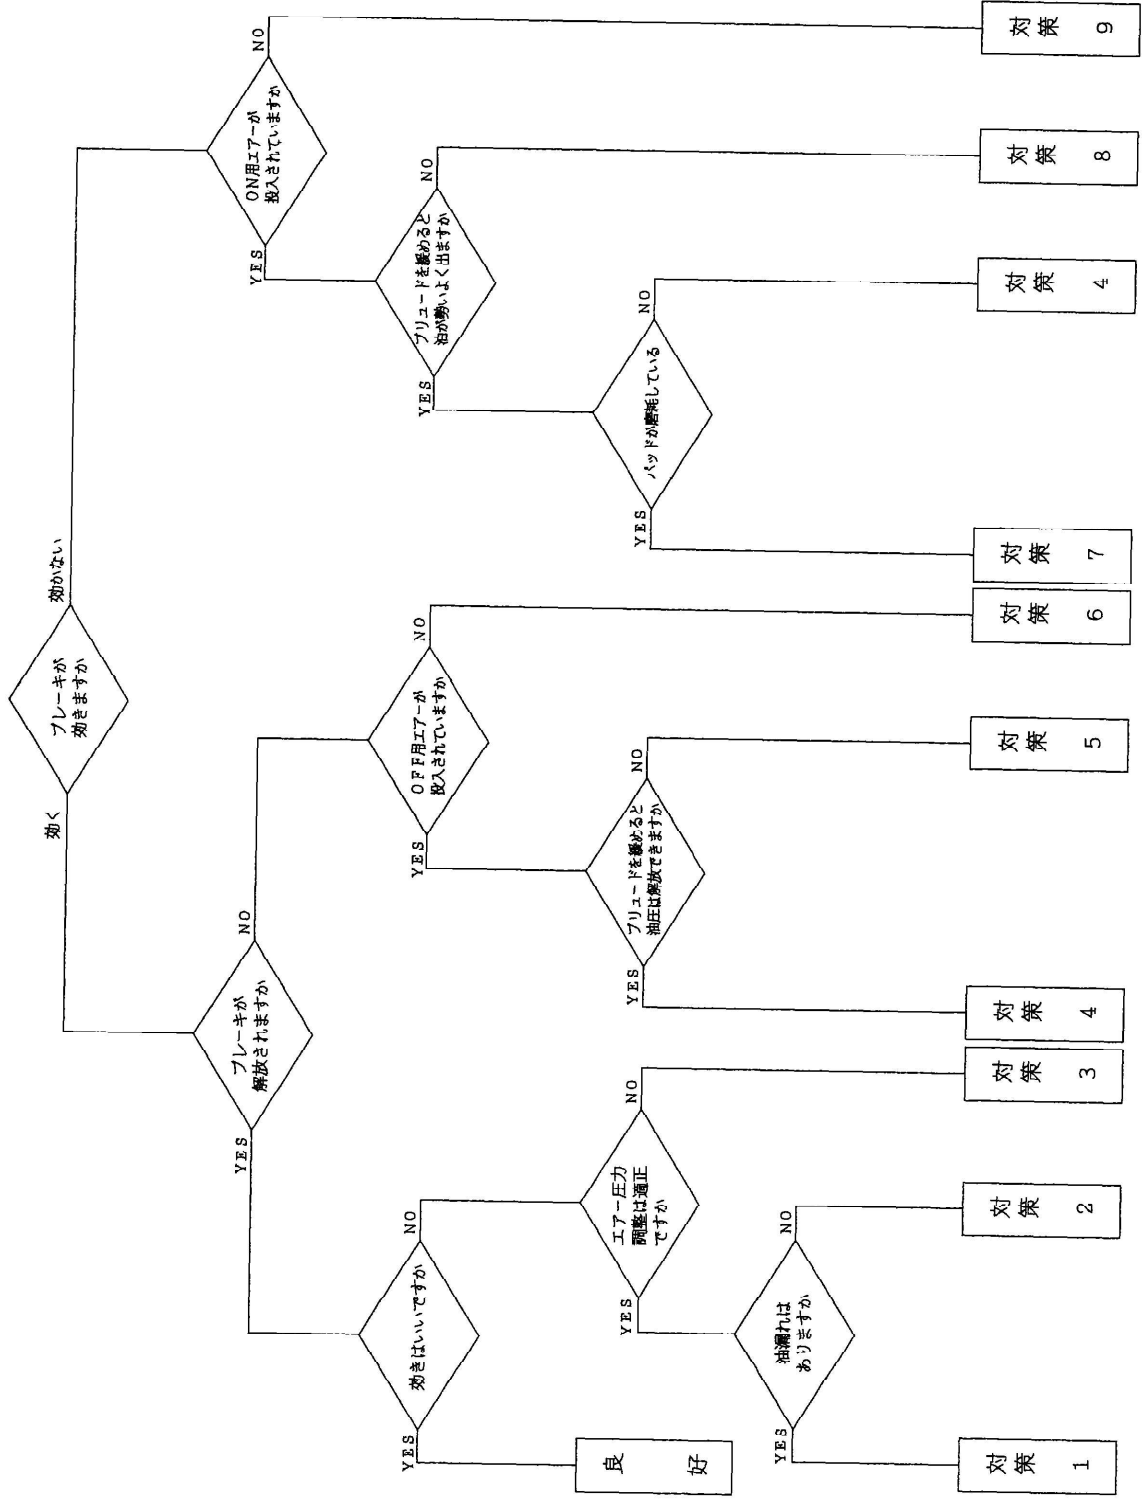 ブレーキが
効きますか
効く
効かない
ブレーキが
解放されますか
YES
NO
ON用エアーが
投入されていますか
YES
NO
効きはいいですか
YES
NO
OFF用エアーが
投入されていますか
YES
NO
ブリュードを緩めると
油が勢いよく出ますか
YES
NO
エアー圧力
調整は適正
ですか
YES
NO
ブリュードを緩めると
油圧は解放できますか
YES
NO
パッドが磨耗している
YES
NO
油漏れは
ありますか
YES
NO
良好
対策 1
対策 2
対策 3
対策 4
対策 5
対策 6
対策 7
対策 4
対策 8
対策 9